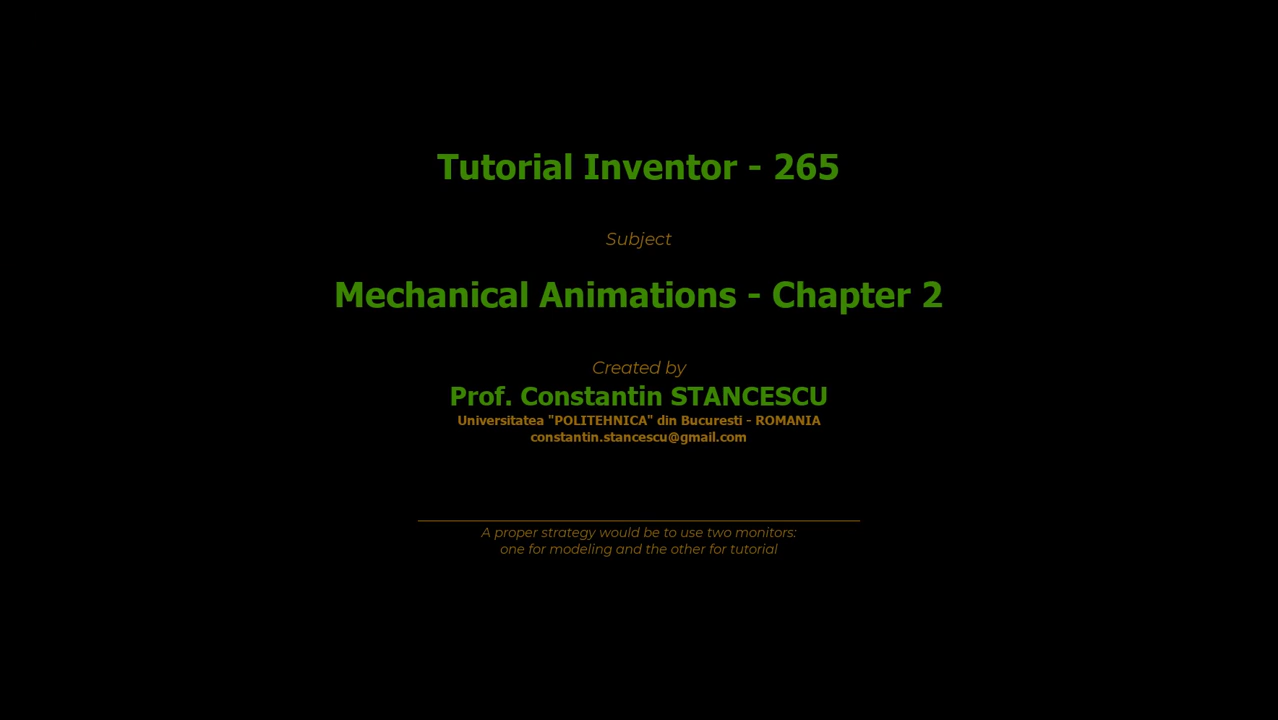 Tutorial Inventor - 265
Subject
Mechanical Animations - Chapter 2
Created by
Prof. Constantin STANCESCU
Universitatea "POLITEHNICA" din Bucuresti - ROMANIA
constantin.stancescu@gmail.com
A proper strategy would be to use two monitors:
one for modeling and the other for tutorial